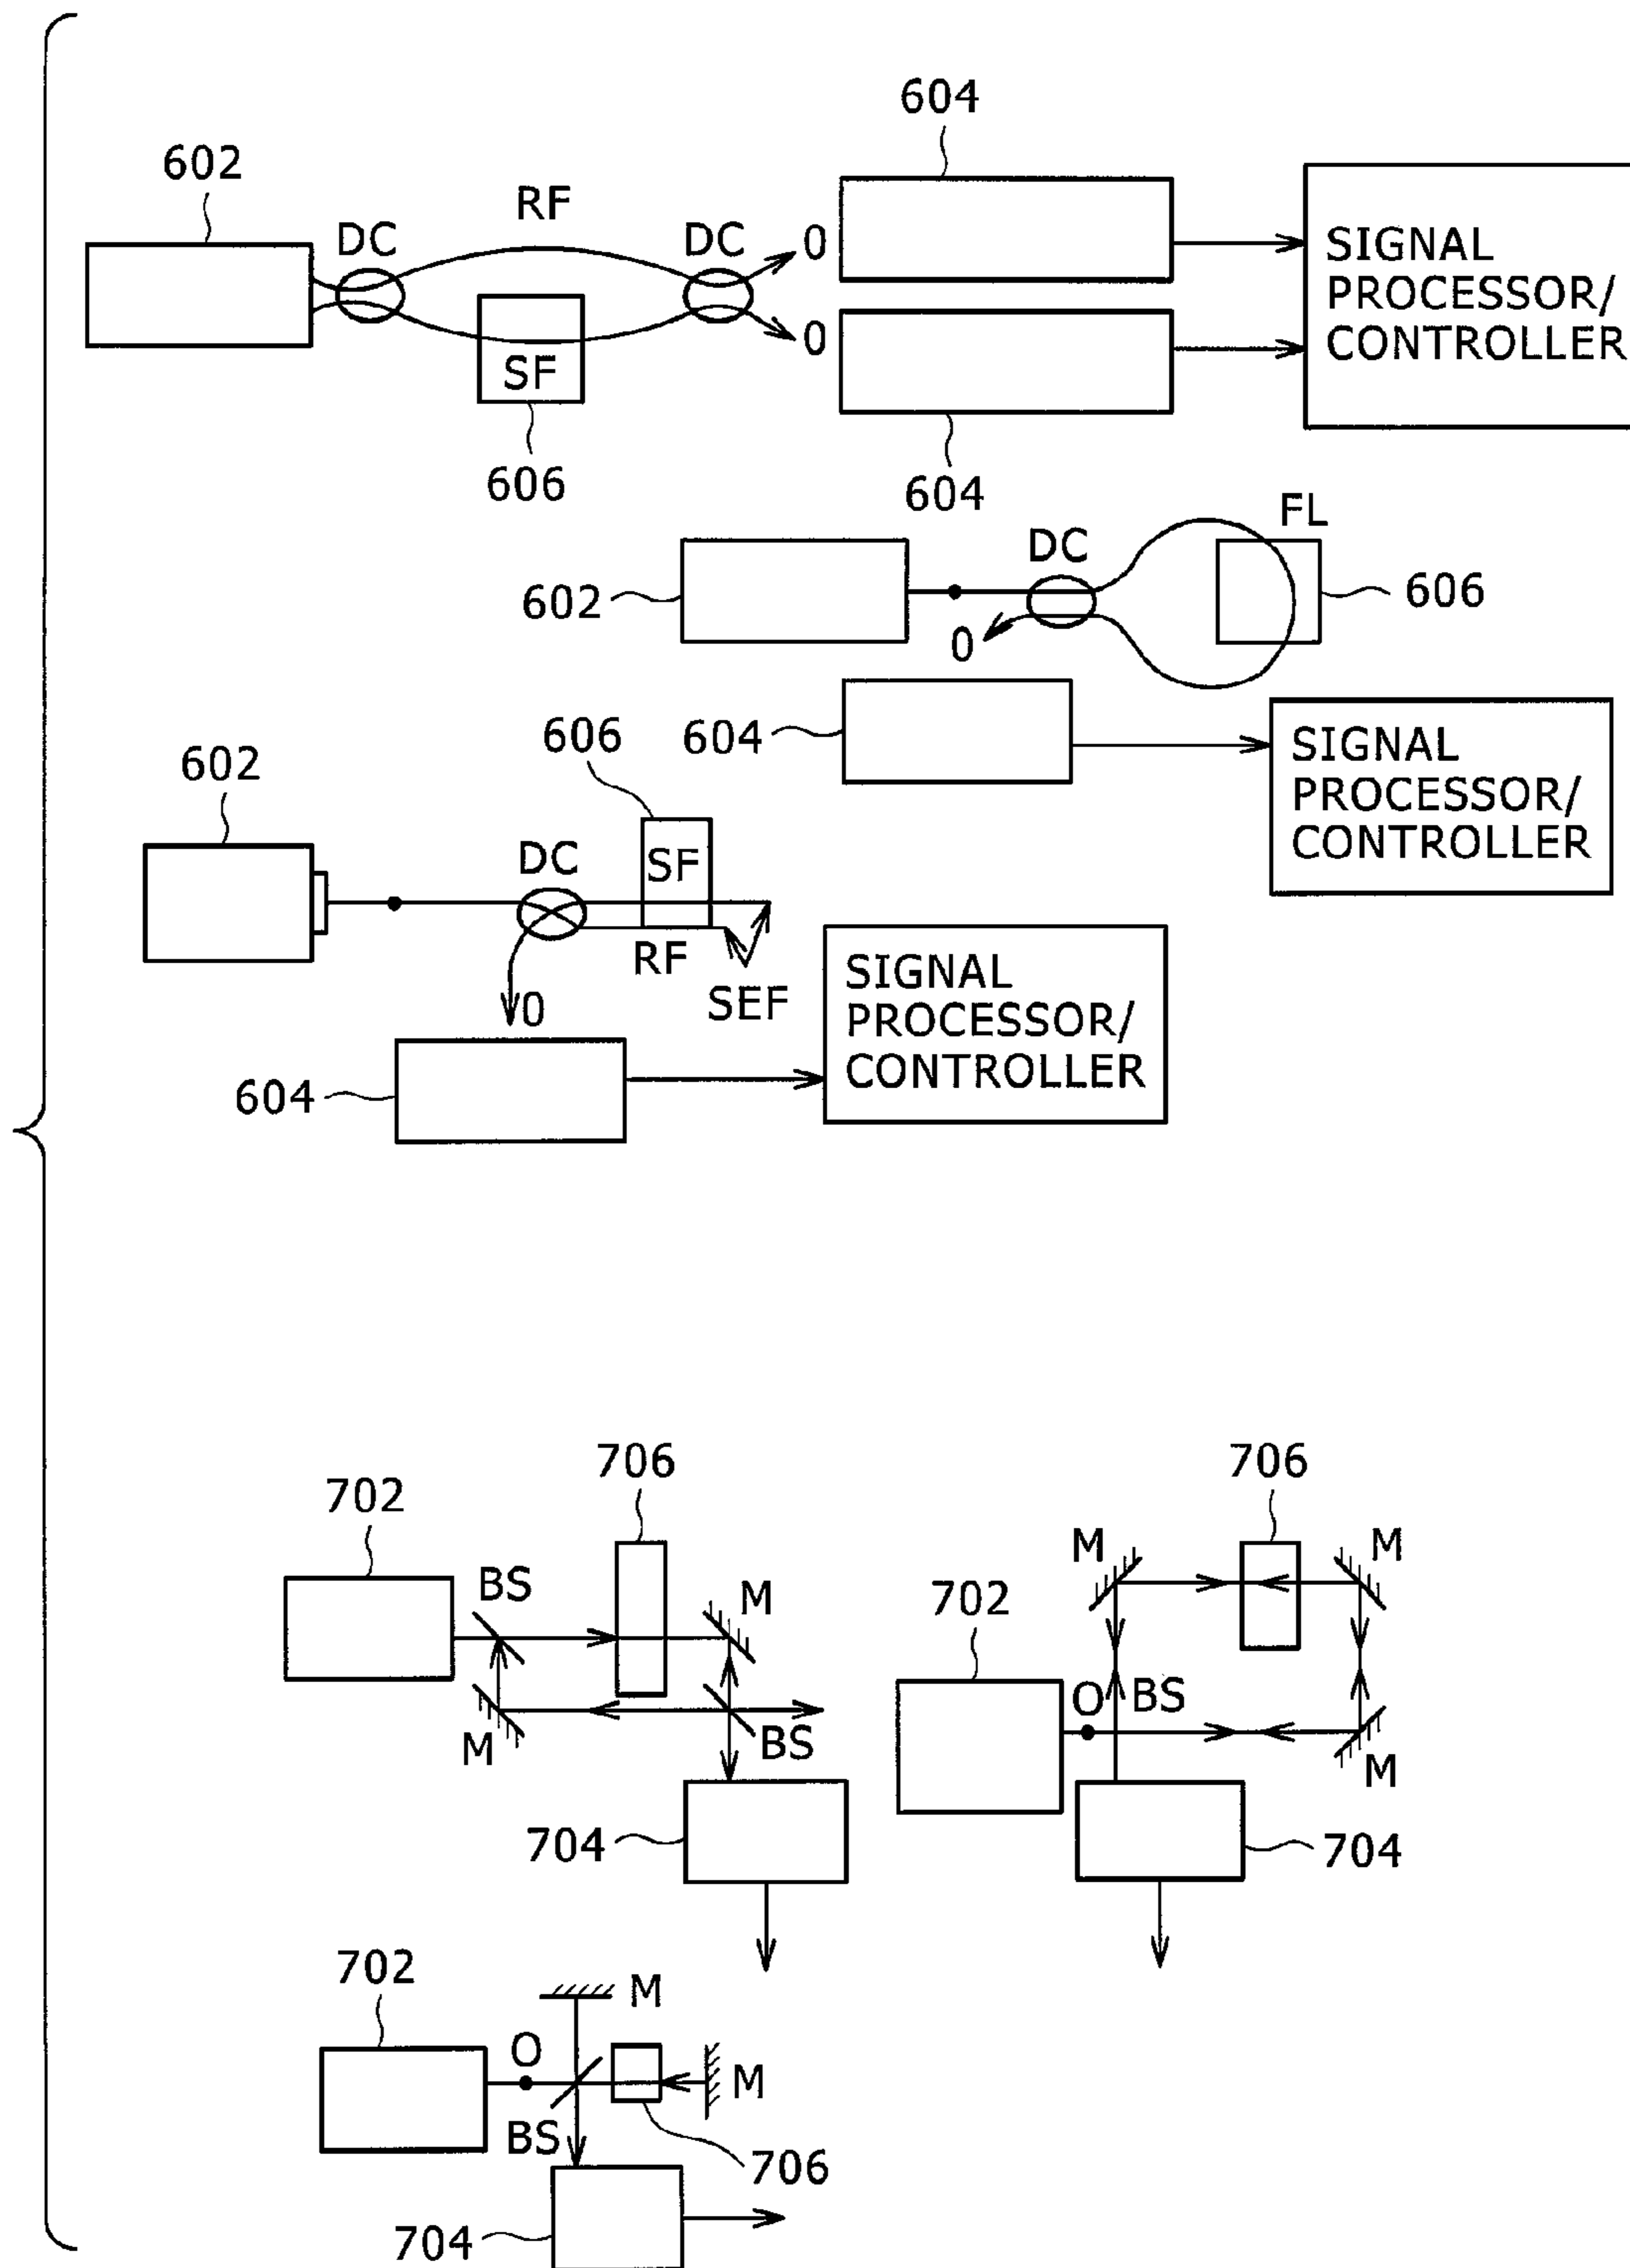 604
602
RF
DC
DC
0
SIGNAL
PROCESSOR/
CONTROLLER
0
SF
606
604
FL
DC
602
606
0
606
604
SIGNAL
PROCESSOR/
CONTROLLER
602
DC
SF
RF
SEF
0
SIGNAL
PROCESSOR/
CONTROLLER
604
706
706
702
BS
M
M
M
702
M
BS
O
BS
M
704
704
702
M
O
M
BS
706
704